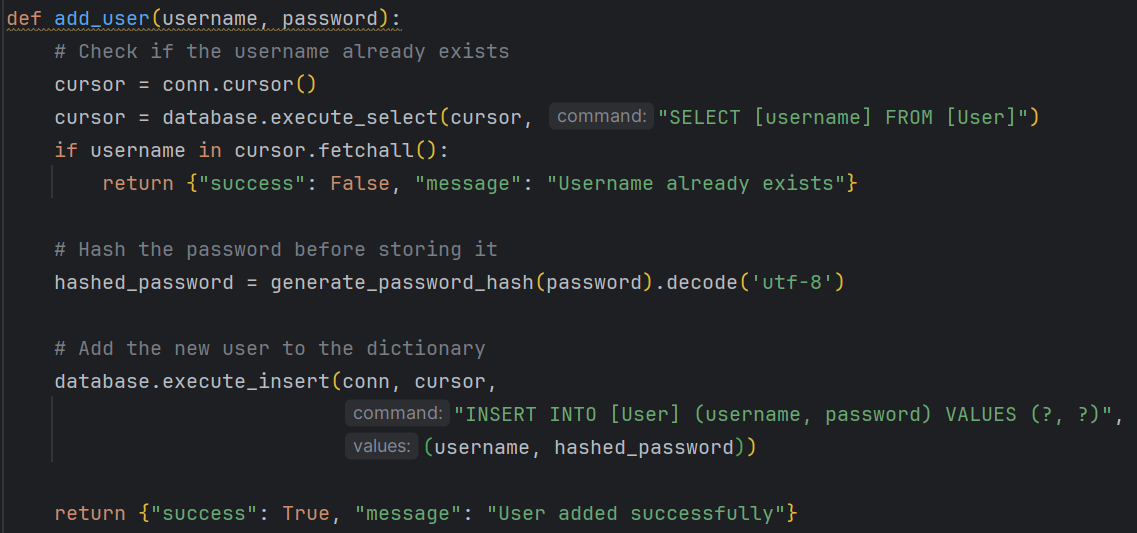 def add_user(username, password):
    # Check if the username already exists
    cursor = conn.cursor()
    cursor = database.execute_select(cursor, command: "SELECT [username] FROM [User]")
    if username in cursor.fetchall():
        return {"success": False, "message": "Username already exists"}
    # Hash the password before storing it
    hashed_password = generate_password_hash(password).decode('utf-8')
    # Add the new user to the dictionary
    database.execute_insert(conn, cursor,
                            command: "INSERT INTO [User] (username, password) VALUES (?, ?)",
                            values: (username, hashed_password))
    return {"success": True, "message": "User added successfully"}